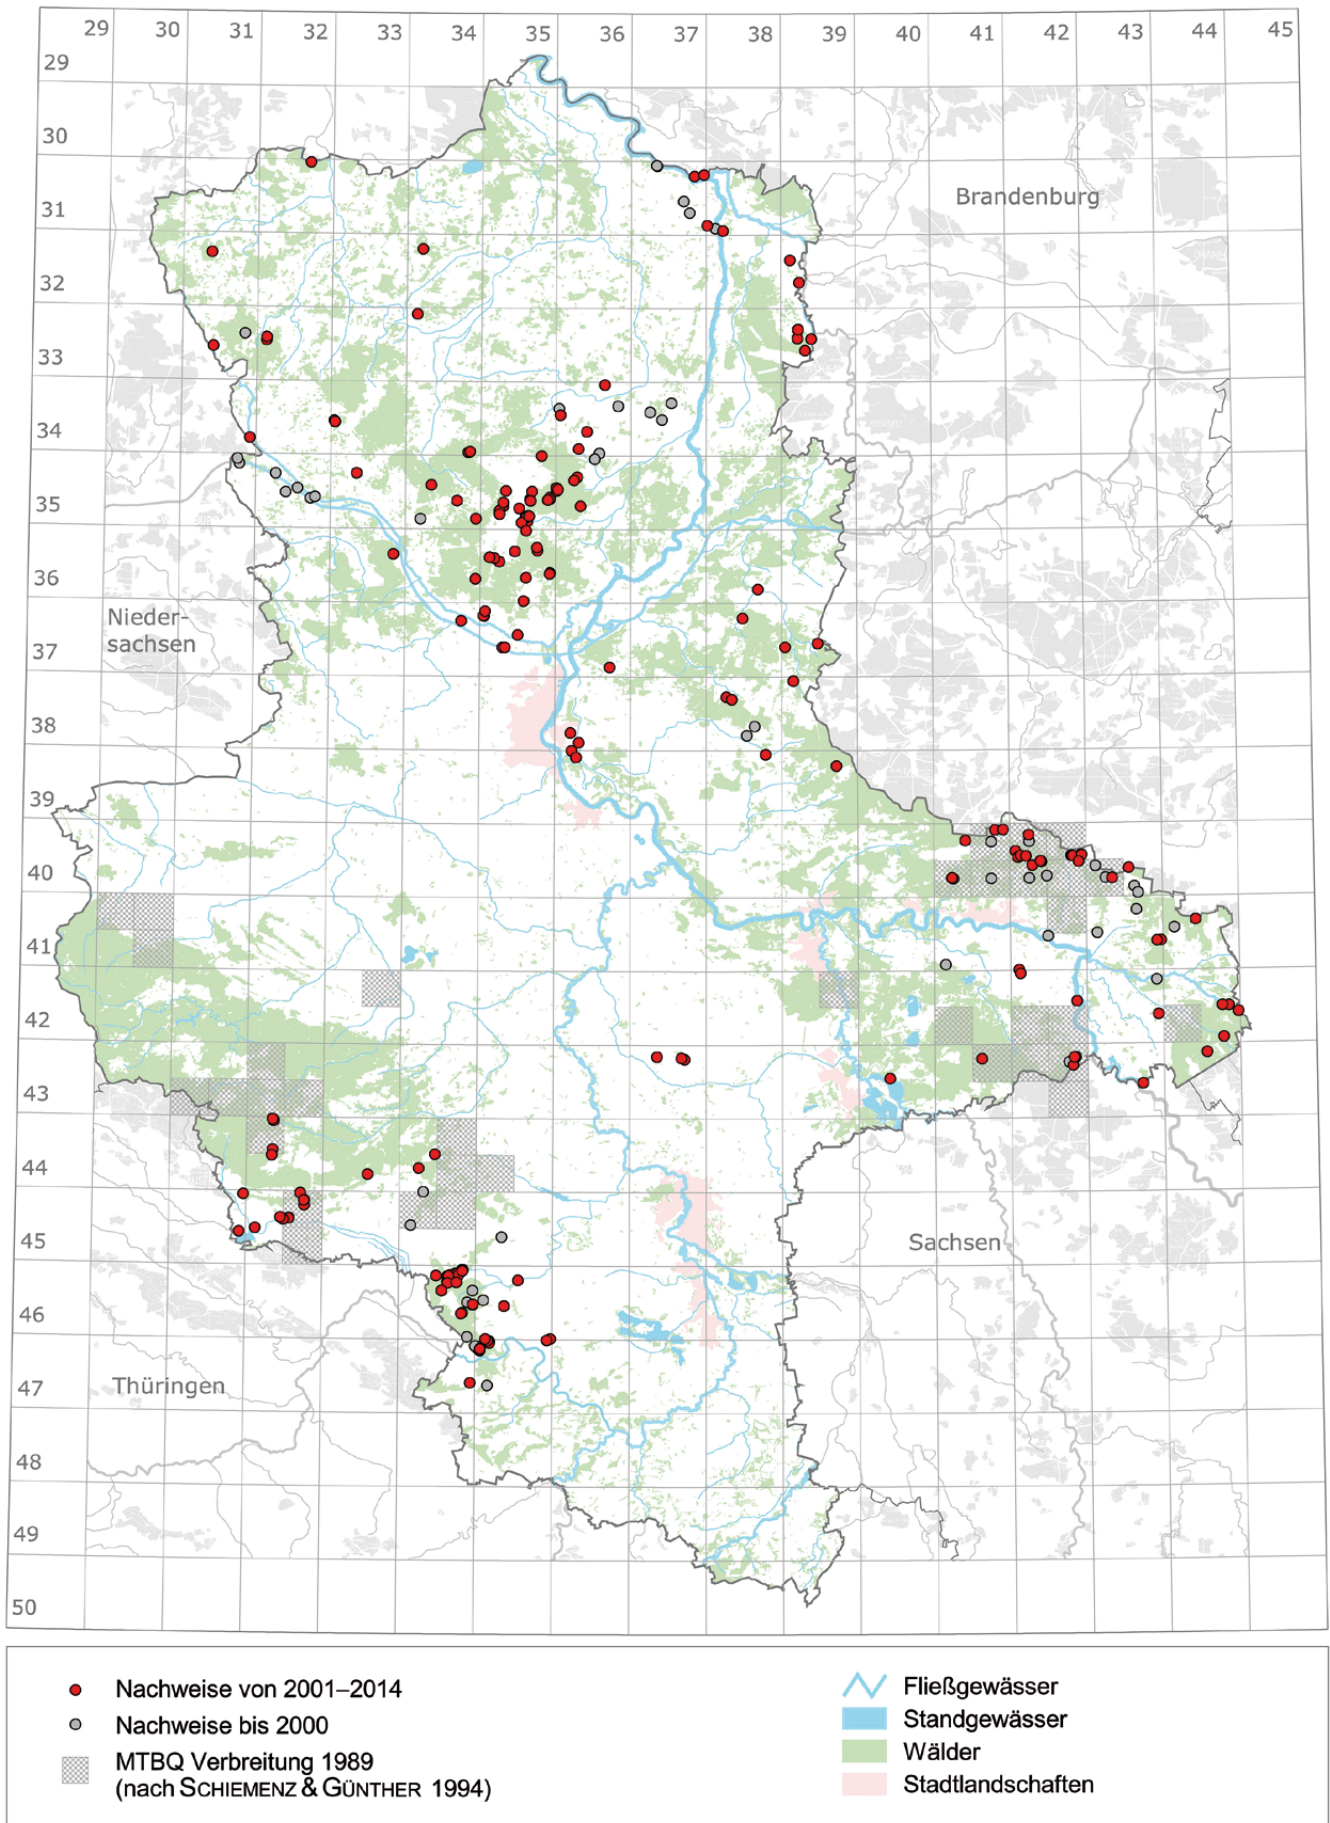 29 30 31 32 33 34 35 36 37 38 39 40 41 42 43 44 45
29
30
31
32
33
34
35
36
37
38
39
40
41
42
43
44
45
46
47
48
49
50
Brandenburg
Nieder-
sachsen
Sachsen
Thüringen
Nachweise von 2001–2014
Nachweise bis 2000
MTBQ Verbreitung 1989
(nach SCHIEMENZ & GÜNTHER 1994)
Fließgewässer
Standgewässer
Wälder
Stadtlandschaften